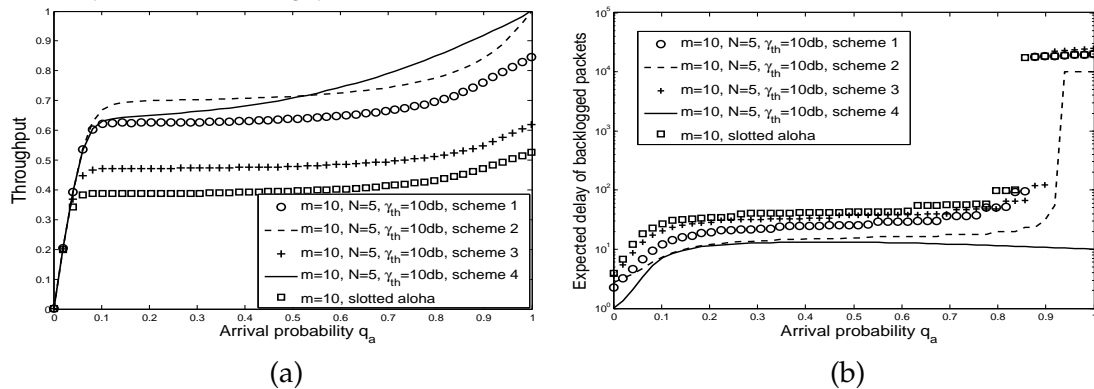 1
0.9
0.8
0.7
0.6
0.5
0.4
0.3
0.2
0.1
0
Throughput
m=10, N=5, γth=10db, scheme 1
m=10, N=5, γth=10db, scheme 2
m=10, N=5, γth=10db, scheme 3
m=10, N=5, γth=10db, scheme 4
m=10, slotted aloha
0 0.1 0.2 0.3 0.4 0.5 0.6 0.7 0.8 0.9 1
Arrival probability qa
(a)
10^5
10^4
10^3
10^2
10^1
10^0
Expected delay of backlogged packets
m=10, N=5, γth=10db, scheme 1
m=10, N=5, γth=10db, scheme 2
m=10, N=5, γth=10db, scheme 3
m=10, N=5, γth=10db, scheme 4
m=10, slotted aloha
0 0.1 0.2 0.3 0.4 0.5 0.6 0.7 0.8 0.9 1
Arrival probability qa
(b)